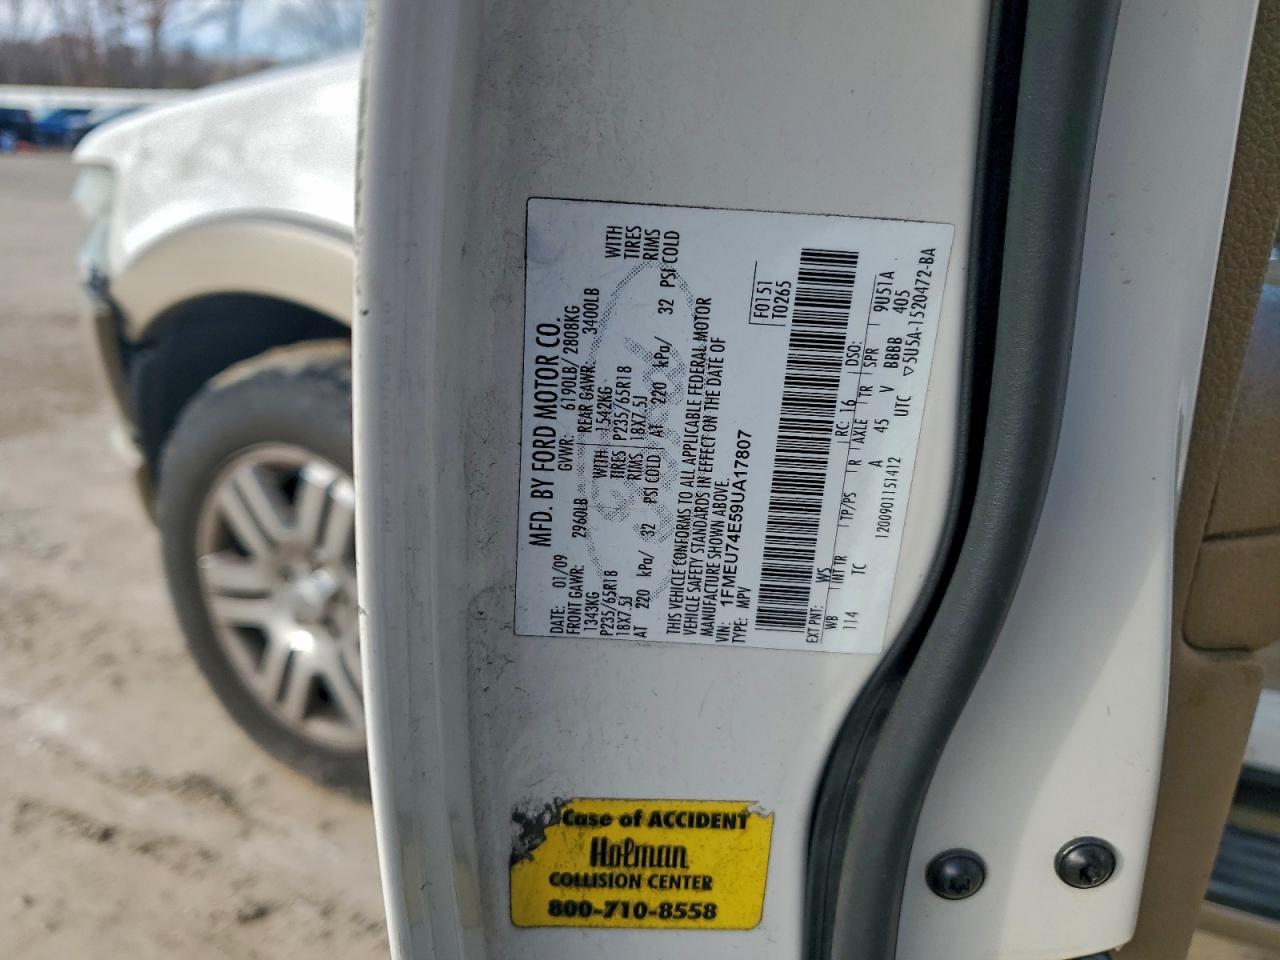 MFD. BY FORD MOTOR CO.
DATE: 01/09 GVWR: 6190LB/ 2808KG
FRONT GAWR: 2960LB REAR GAWR: 3400LB
1343KG WITH 1542KG WITH
P235/65R18 TIRES P235/65R18 TIRES
18X7.5J RIMS 18X7.5J RIMS
AT 220 kPa/ 32 PSI COLD AT 220 kPa/ 32 PSI COLD
THIS VEHICLE CONFORMS TO ALL APPLICABLE FEDERAL MOTOR
VEHICLE SAFETY STANDARDS IN EFFECT ON THE DATE OF
MANUFACTURE SHOWN ABOVE.
VIN: 1FMEU74E59UA17807
TYPE: MPV
F0151
T0265
EXT PNT: WS RC: 16 DSO:
WB INT TR TP/PS R AXLE TR SPR 9U51A
114 TC A 45 V BBBB 405
1200901151412 UTC ▽5U5A-1520472-BA
Case of ACCIDENT
Holman
COLLISION CENTER
800-710-8558